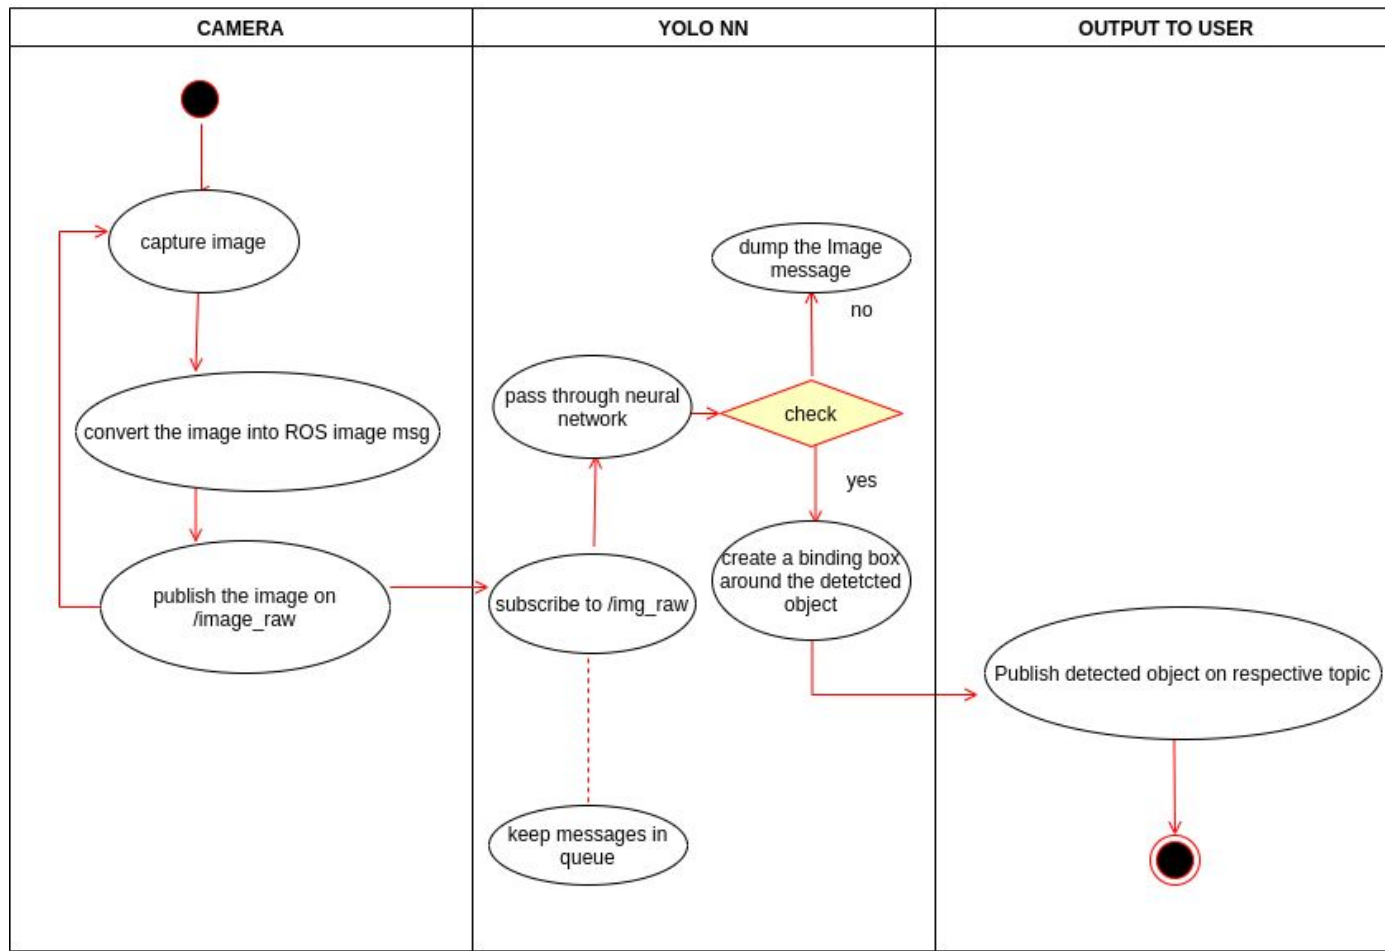 CAMERA
YOLO NN
OUTPUT TO USER
capture image
convert the image into ROS image msg
publish the image on
/image_raw
subscribe to /img_raw
keep messages in
queue
pass through neural
network
check
no
dump the Image
message
yes
create a binding box
around the detetcted
object
Publish detected object on respective topic